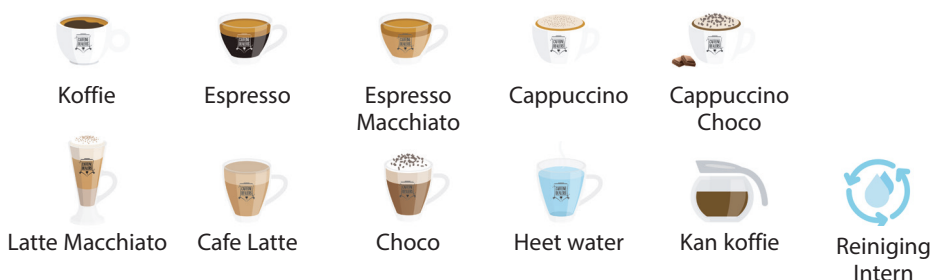 Koffie
Espresso
Espresso
Macchiato
Cappuccino
Cappuccino
Choco
Latte Macchiato
Cafe Latte
Choco
Heet water
Kan koffie
Reiniging
Intern